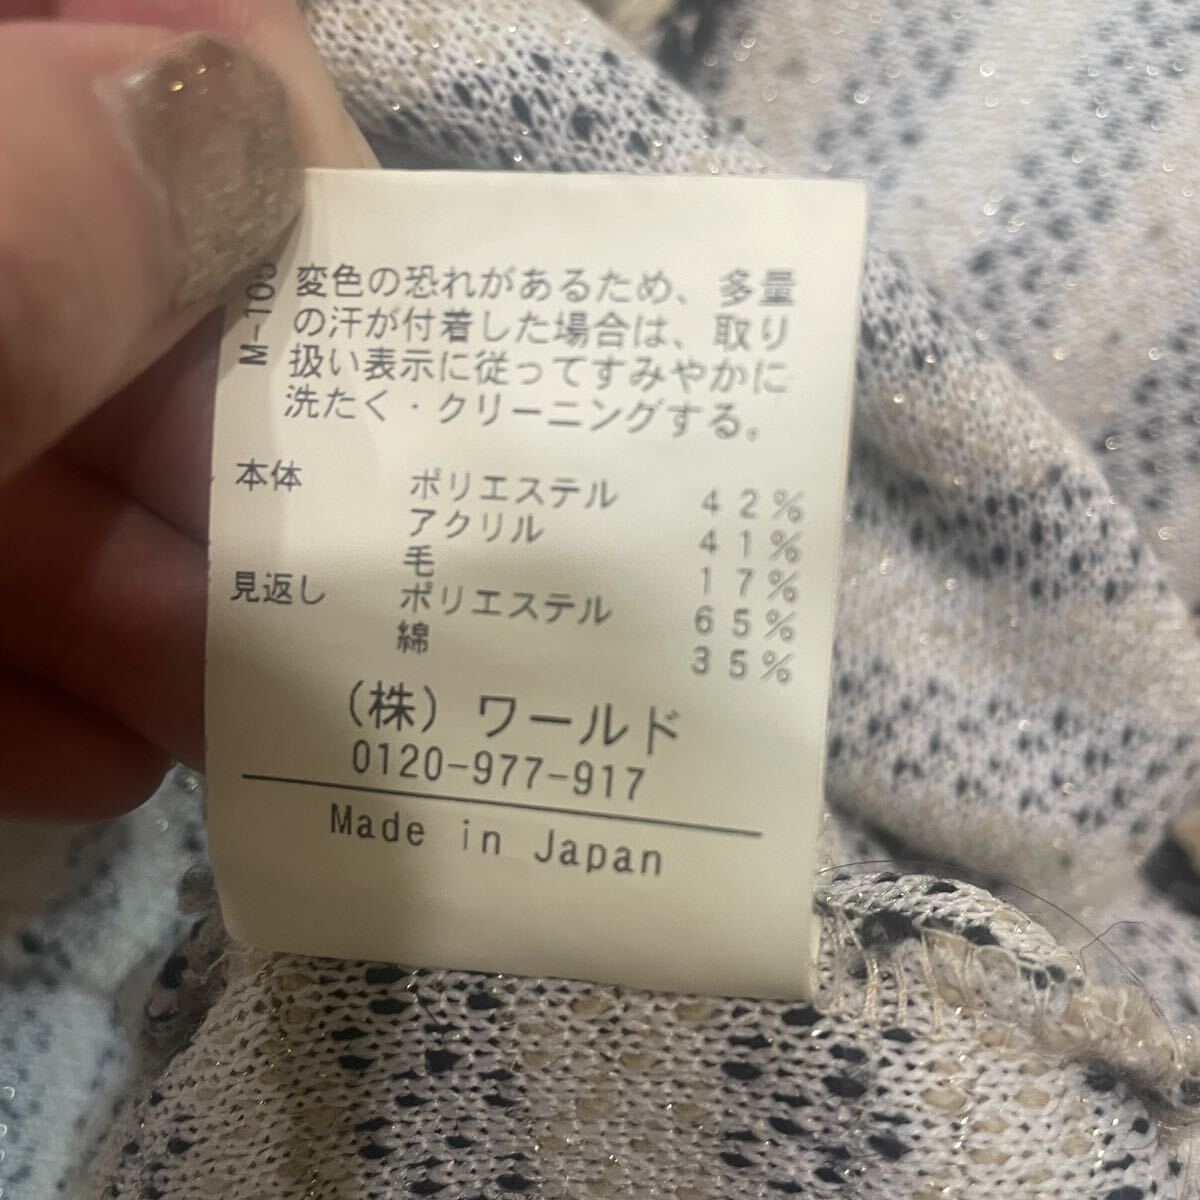 変色の恐れがあるため、多量
の汗が付着した場合は、取り
扱い表示に従ってすみやかに
洗たく・クリーニングする。
本体 ポリエステル 42%
アクリル 41%
毛 17%
見返し ポリエステル 65%
綿 35%
(株) ワールド
0120-977-917
Made in Japan